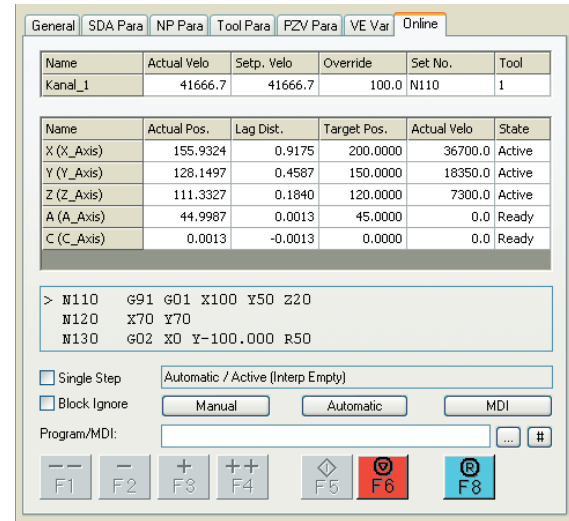 General SDA Para NP Para Tool Para PZV Para VE Var Online
Name Actual Velo Setp. Velo Override Set No. Tool
Kanal_1 41666.7 41666.7 100.0 N110 1
Name Actual Pos. Lag Dist. Target Pos. Actual Velo State
X (X_Axis) 155.9324 0.9175 200.0000 36700.0 Active
Y (Y_Axis) 128.1497 0.4587 150.0000 18350.0 Active
Z (Z_Axis) 111.3327 0.1840 120.0000 7300.0 Active
A (A_Axis) 44.9987 0.0013 45.0000 0.0 Ready
C (C_Axis) 0.0013 -0.0013 0.0000 0.0 Ready
> N110 G91 G01 X100 Y50 Z20
N120 X70 Y70
N130 G02 X0 Y-100.000 R50
Single Step Automatic / Active (Interp Empty)
Block Ignore Manual Automatic MDI
Program/MDI: ... #
-- - + ++ R
F1 F2 F3 F4 F5 F6 F8